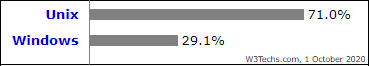 Unix 71.0%
Windows 29.1%
W3Techs.com, 1 October 2020